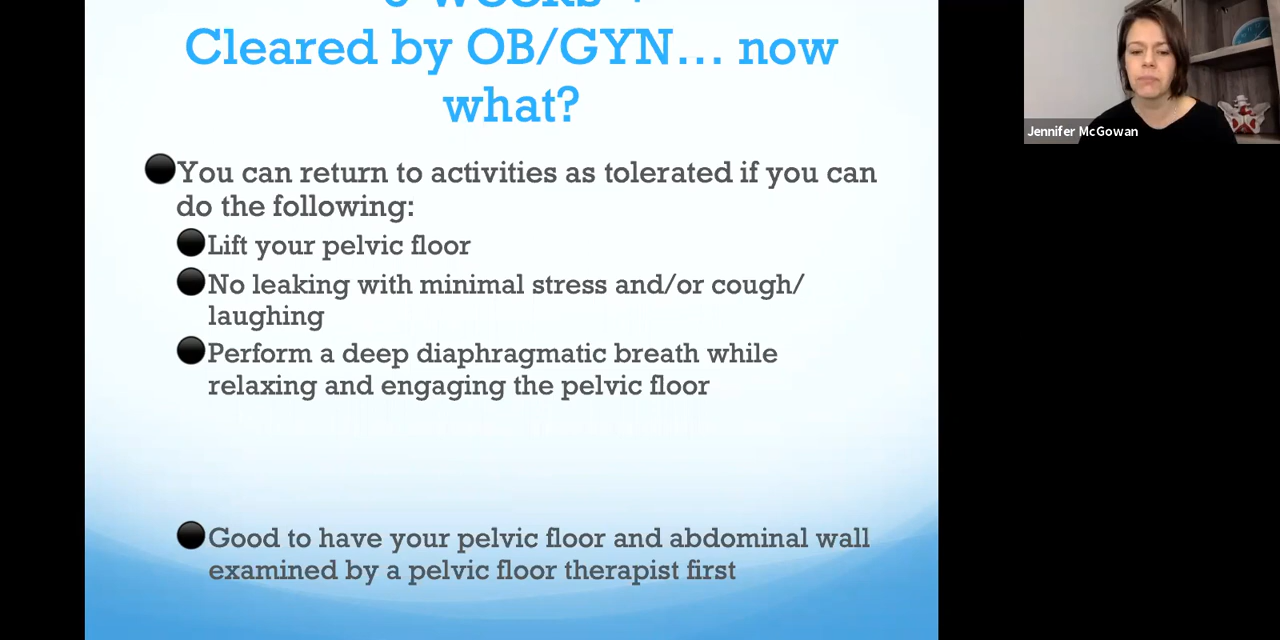 Cleared by OB/GYN... now
what?
You can return to activities as tolerated if you can
do the following:
Lift your pelvic floor
No leaking with minimal stress and/or cough/
laughing
Perform a deep diaphragmatic breath while
relaxing and engaging the pelvic floor
Good to have your pelvic floor and abdominal wall
examined by a pelvic floor therapist first
Jennifer McGowan